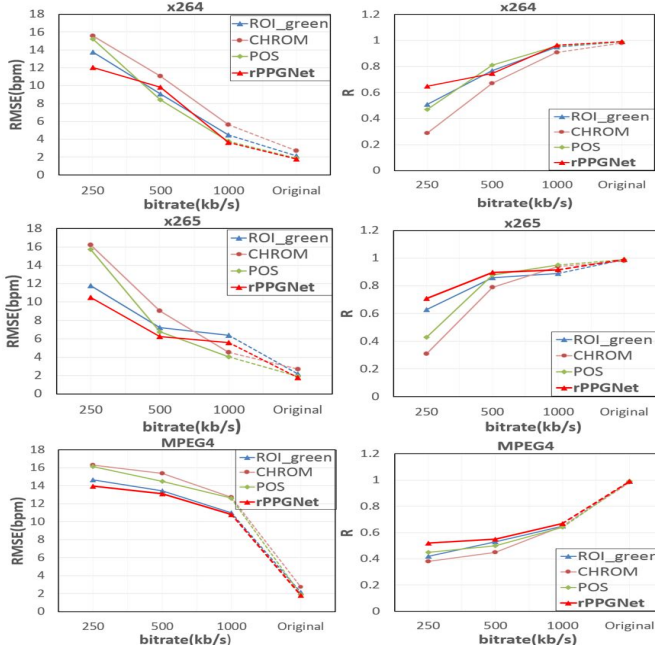 x264
18
16
14
12
10
8
6
4
2
0
RMSE(bpm)
ROI_green
CHROM
POS
rPPGNet
250 500 1000 Original
bitrate(kb/s)
x264
1.2
1
0.8
0.6
0.4
0.2
0
R
ROI_green
CHROM
POS
rPPGNet
250 500 1000 Original
bitrate(kb/s)
x265
18
16
14
12
10
8
6
4
2
0
RMSE(bpm)
ROI_green
CHROM
POS
rPPGNet
250 500 1000 Original
bitrate(kb/s)
x265
1.2
1
0.8
0.6
0.4
0.2
0
R
ROI_green
CHROM
POS
rPPGNet
250 500 1000 Original
bitrate(kb/s)
MPEG4
18
16
14
12
10
8
6
4
2
0
RMSE(bpm)
ROI_green
CHROM
POS
rPPGNet
250 500 1000 Original
bitrate(kb/s)
MPEG4
1.2
1
0.8
0.6
0.4
0.2
0
R
ROI_green
CHROM
POS
rPPGNet
250 500 1000 Original
bitrate(kb/s)